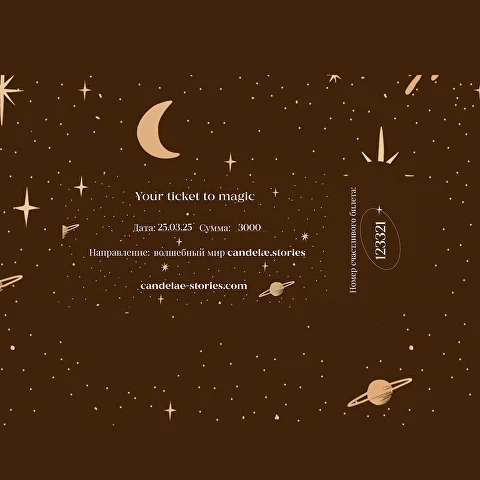 Your ticket to magic
Дата: 25.03.25 Сумма: 3000
Направление: волшебный мир candelæ.stories
candelae-stories.com
Номер счастливого билета:
123321